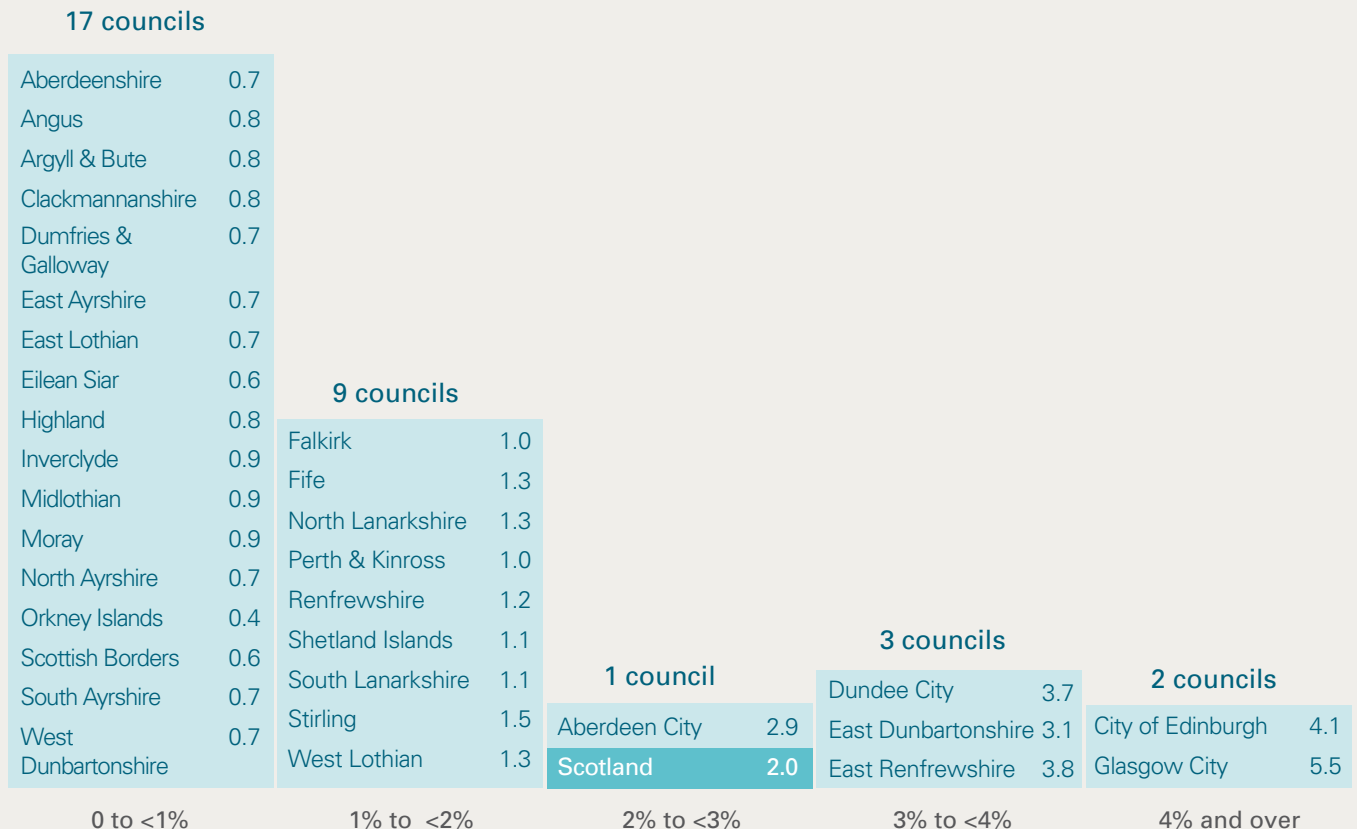 17 councils
Aberdeenshire 0.7
Angus 0.8
Argyll & Bute 0.8
Clackmannanshire 0.8
Dumfries & 0.7
Galloway
East Ayrshire 0.7
East Lothian 0.7
Eilean Siar 0.6
Highland 0.8
Inverclyde 0.9
Midlothian 0.9
Moray 0.9
North Ayrshire 0.7
Orkney Islands 0.4
Scottish Borders 0.6
South Ayrshire 0.7
West 0.7
Dunbartonshire
0 to <1%
9 councils
Falkirk 1.0
Fife 1.3
North Lanarkshire 1.3
Perth & Kinross 1.0
Renfrewshire 1.2
Shetland Islands 1.1
South Lanarkshire 1.1
Stirling 1.5
West Lothian 1.3
1% to <2%
1 council
Aberdeen City 2.9
Scotland 2.0
2% to <3%
3 councils
Dundee City 3.7
East Dunbartonshire 3.1
East Renfrewshire 3.8
3% to <4%
2 councils
City of Edinburgh 4.1
Glasgow City 5.5
4% and over